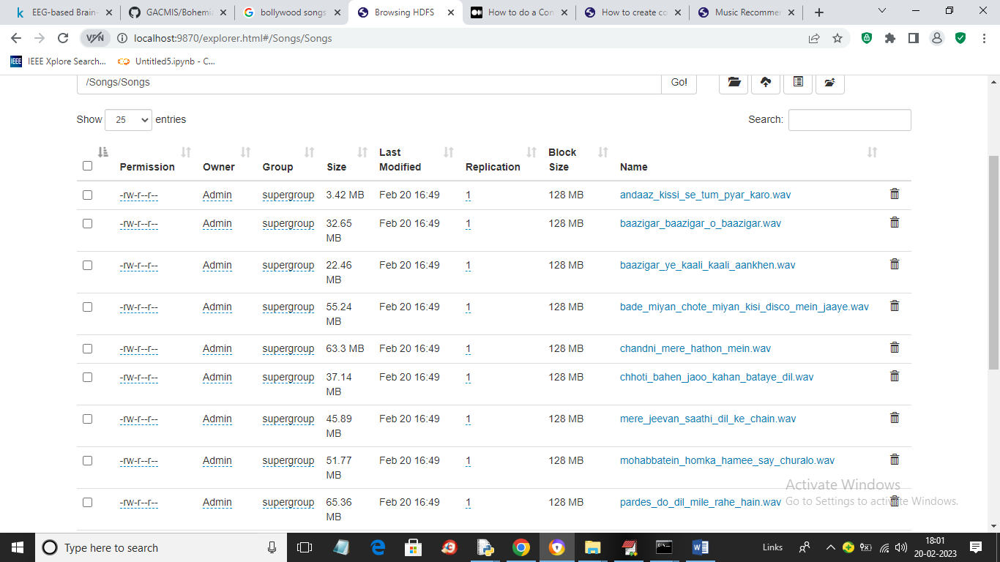 EEG-based Brain-
GACMIS/Bohemia
bollywood songs
Browsing HDFS
How to do a Con
How to create co
Music Recommen
VPN
localhost:9870/explorer.html#/Songs/Songs
IEEE
IEEE Xplore Search...
Untitled5.ipynb - C...
/Songs/Songs
Go!
Show 25 entries
Search:
Permission Owner Group Size Last Modified Replication Block Size Name
-rw-r--r-- Admin supergroup 3.42 MB Feb 20 16:49 1 128 MB andaaz_kissi_se_tum_pyar_karo.wav
-rw-r--r-- Admin supergroup 32.65 MB Feb 20 16:49 1 128 MB baazigar_baazigar_o_baazigar.wav
-rw-r--r-- Admin supergroup 22.46 MB Feb 20 16:49 1 128 MB baazigar_ye_kaali_kaali_aankhen.wav
-rw-r--r-- Admin supergroup 55.24 MB Feb 20 16:49 1 128 MB bade_miyan_chote_miyan_kisi_disco_mein_jaaye.wav
-rw-r--r-- Admin supergroup 63.3 MB Feb 20 16:49 1 128 MB chandni_mere_hathon_mein.wav
-rw-r--r-- Admin supergroup 37.14 MB Feb 20 16:49 1 128 MB chhoti_bahen_jaoo_kahan_bataye_dil.wav
-rw-r--r-- Admin supergroup 45.89 MB Feb 20 16:49 1 128 MB mere_jeevan_saathi_dil_ke_chain.wav
-rw-r--r-- Admin supergroup 51.77 MB Feb 20 16:49 1 128 MB mohabbatein_homka_hamee_say_churalo.wav
-rw-r--r-- Admin supergroup 65.36 MB Feb 20 16:49 1 128 MB pardes_do_dil_mile_rahe_hain.wav
Activate Windows
Go to Settings to activate Windows.
Type here to search
Links
18:01
20-02-2023